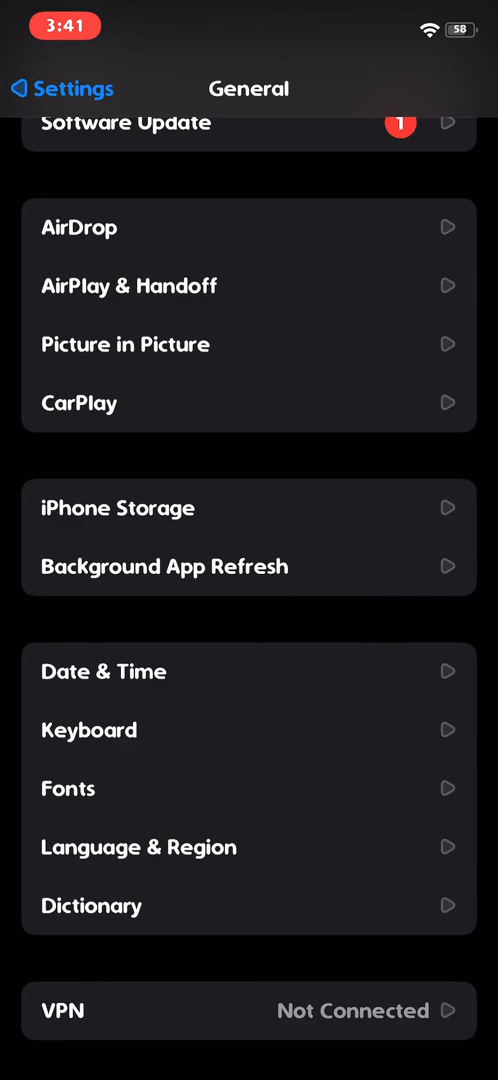 3:41
58
Settings
General
Software Update
1
AirDrop
AirPlay & Handoff
Picture in Picture
CarPlay
iPhone Storage
Background App Refresh
Date & Time
Keyboard
Fonts
Language & Region
Dictionary
VPN Not Connected